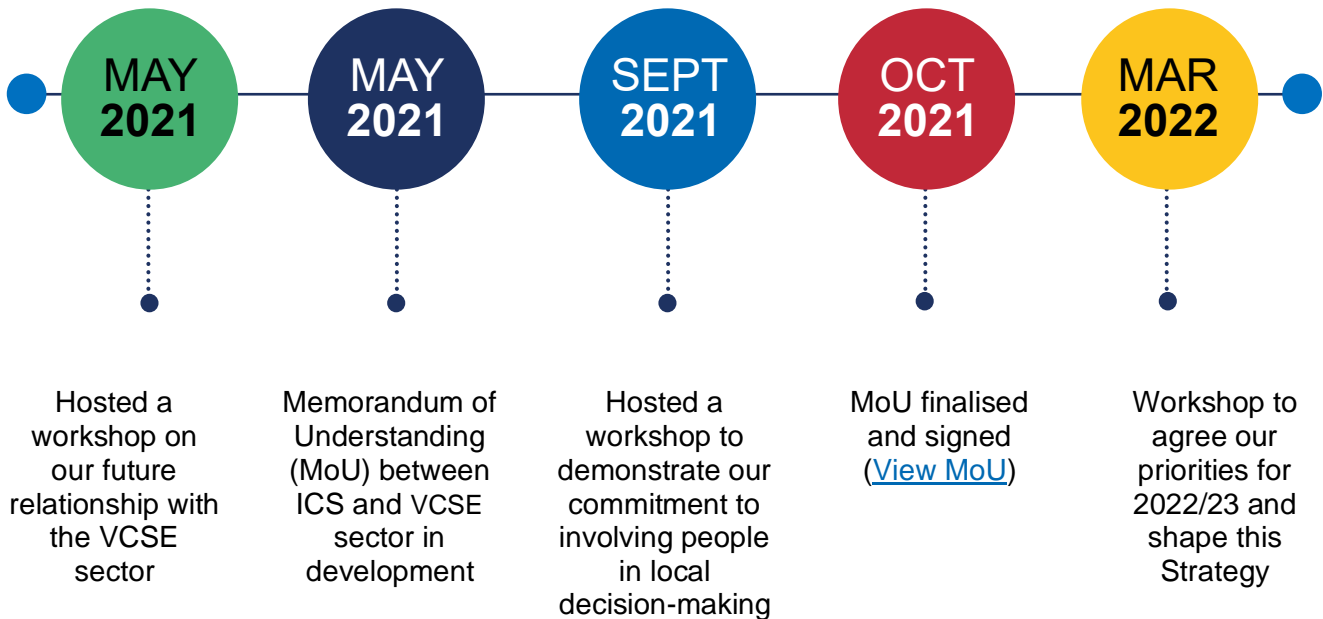 MAY
2021
MAY
2021
SEPT
2021
OCT
2021
MAR
2022
Hosted a
workshop on
our future
relationship with
the VCSE
sector
Memorandum of
Understanding
(MoU) between
ICS and VCSE
sector in
development
Hosted a
workshop to
demonstrate our
commitment to
involving people
in local
decision-making
MoU finalised
and signed
(View MoU)
Workshop to
agree our
priorities for
2022/23 and
shape this
Strategy